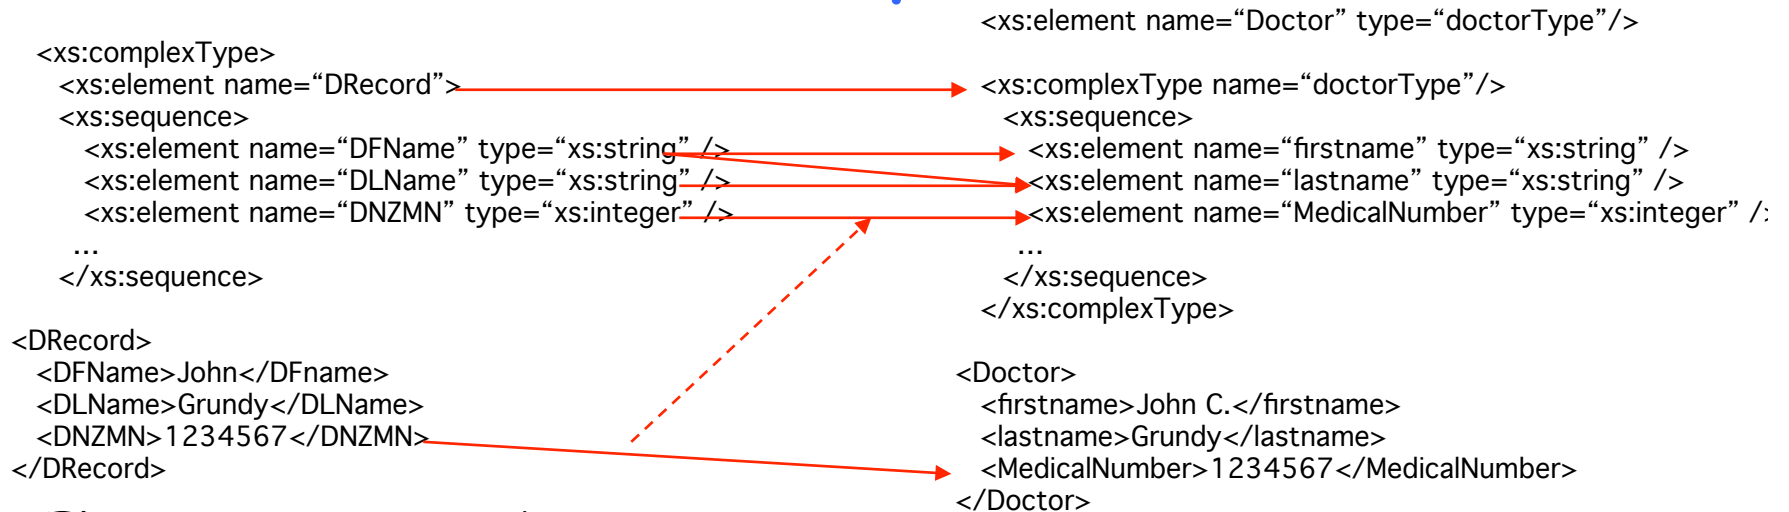 <xs:complexType>
<xs:element name=“DRecord”>
<xs:sequence>
<xs:element name=“DFName” type=“xs:string” />
<xs:element name=“DLName” type=“xs:string” />
<xs:element name=“DNZMN” type=“xs:integer” />
...
</xs:sequence>
<DRecord>
<DFName>John</DFname>
<DLName>Grundy</DLName>
<DNZMN>1234567</DNZMN>
</DRecord>
<xs:element name=“Doctor” type=“doctorType”/>
<xs:complexType name=“doctorType”/>
<xs:sequence>
<xs:element name=“firstname” type=“xs:string” />
<xs:element name=“lastname” type=“xs:string” />
<xs:element name=“MedicalNumber” type=“xs:integer” />
...
</xs:sequence>
</xs:complexType>
<Doctor>
<firstname>John C.</firstname>
<lastname>Grundy</lastname>
<MedicalNumber>1234567</MedicalNumber>
</Doctor>